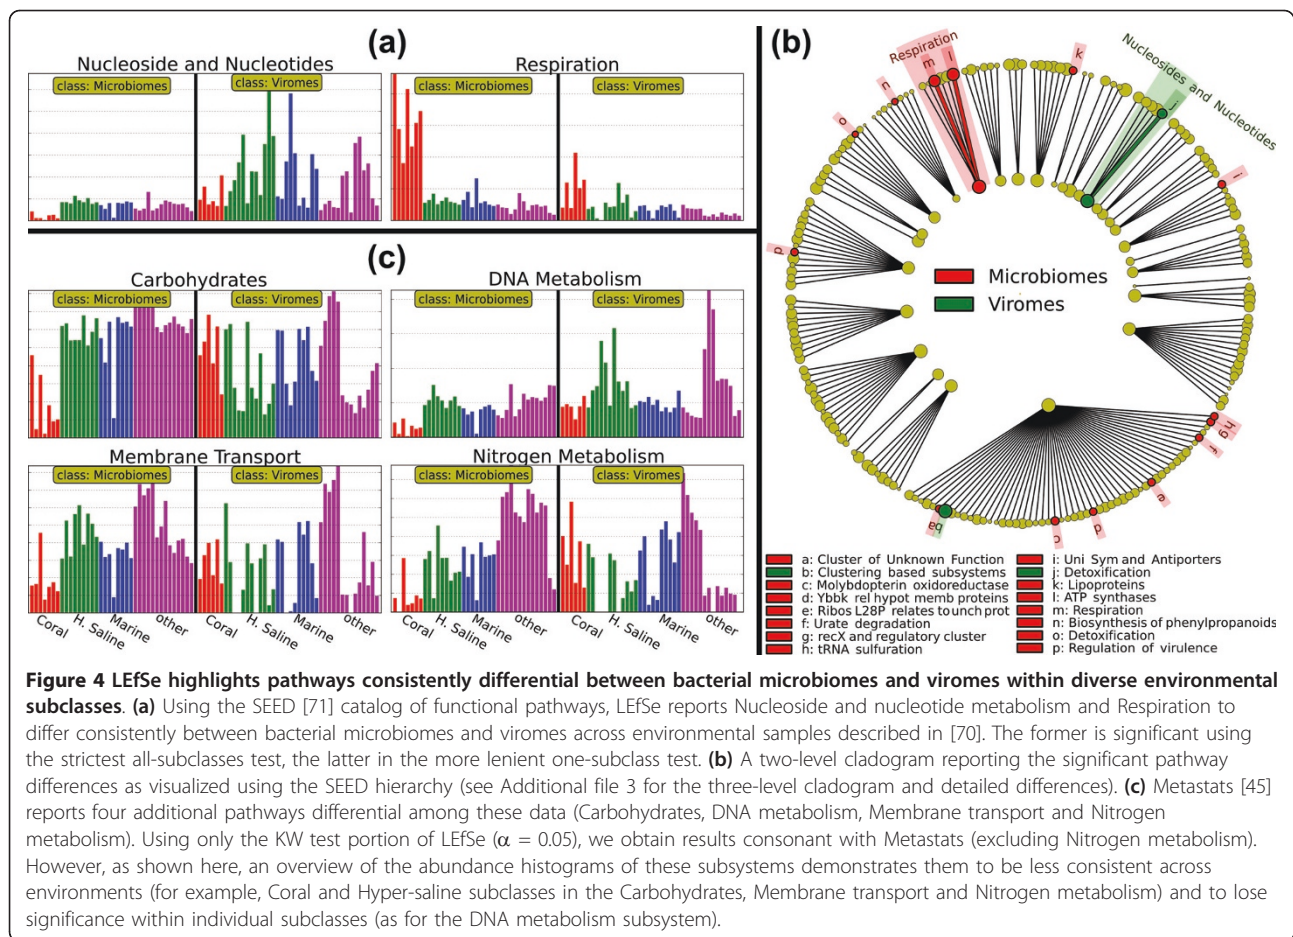 (a)
Nucleoside and Nucleotides
Respiration
class: Microbiomes
class: Viromes
class: Microbiomes
class: Viromes
(c)
Carbohydrates
DNA Metabolism
class: Microbiomes
class: Viromes
class: Microbiomes
class: Viromes
Membrane Transport
Nitrogen Metabolism
class: Microbiomes
class: Viromes
class: Microbiomes
class: Viromes
Coral
H. Saline
Marine
other
Coral
H. Saline
Marine
other
Coral
H. Saline
Marine
other
Coral
H. Saline
Marine
other
(b)
Respiration
Nucleosides and Nucleotides
m
l
k
j
i
n
o
p
h
g
f
e
d
c
b
a
Microbiomes
Viromes
a: Cluster of Unknown Function
b: Clustering based subsystems
c: Molybdopterin oxidoreductase
d: Ybbk rel hypot memb proteins
e: Ribos L28P relates tounch prot
f: Urate degradation
g: recX and regulatory cluster
h: tRNA sulfuration
i: Uni Sym and Antiporters
j: Detoxification
k: Lipoproteins
l: ATP synthases
m: Respiration
n: Biosynthesis of phenylpropanoids
o: Detoxification
p: Regulation of virulence
Figure 4 LEfSe highlights pathways consistently differential between bacterial microbiomes and viromes within diverse environmental
subclasses. (a) Using the SEED [71] catalog of functional pathways, LEfSe reports Nucleoside and nucleotide metabolism and Respiration to
differ consistently between bacterial microbiomes and viromes across environmental samples described in [70]. The former is significant using
the strictest all-subclasses test, the latter in the more lenient one-subclass test. (b) A two-level cladogram reporting the significant pathway
differences as visualized using the SEED hierarchy (see Additional file 3 for the three-level cladogram and detailed differences). (c) Metastats [45]
reports four additional pathways differential among these data (Carbohydrates, DNA metabolism, Membrane transport and Nitrogen
metabolism). Using only the KW test portion of LEfSe (α = 0.05), we obtain results consonant with Metastats (excluding Nitrogen metabolism).
However, as shown here, an overview of the abundance histograms of these subsystems demonstrates them to be less consistent across
environments (for example, Coral and Hyper-saline subclasses in the Carbohydrates, Membrane transport and Nitrogen metabolism) and to lose
significance within individual subclasses (as for the DNA metabolism subsystem).